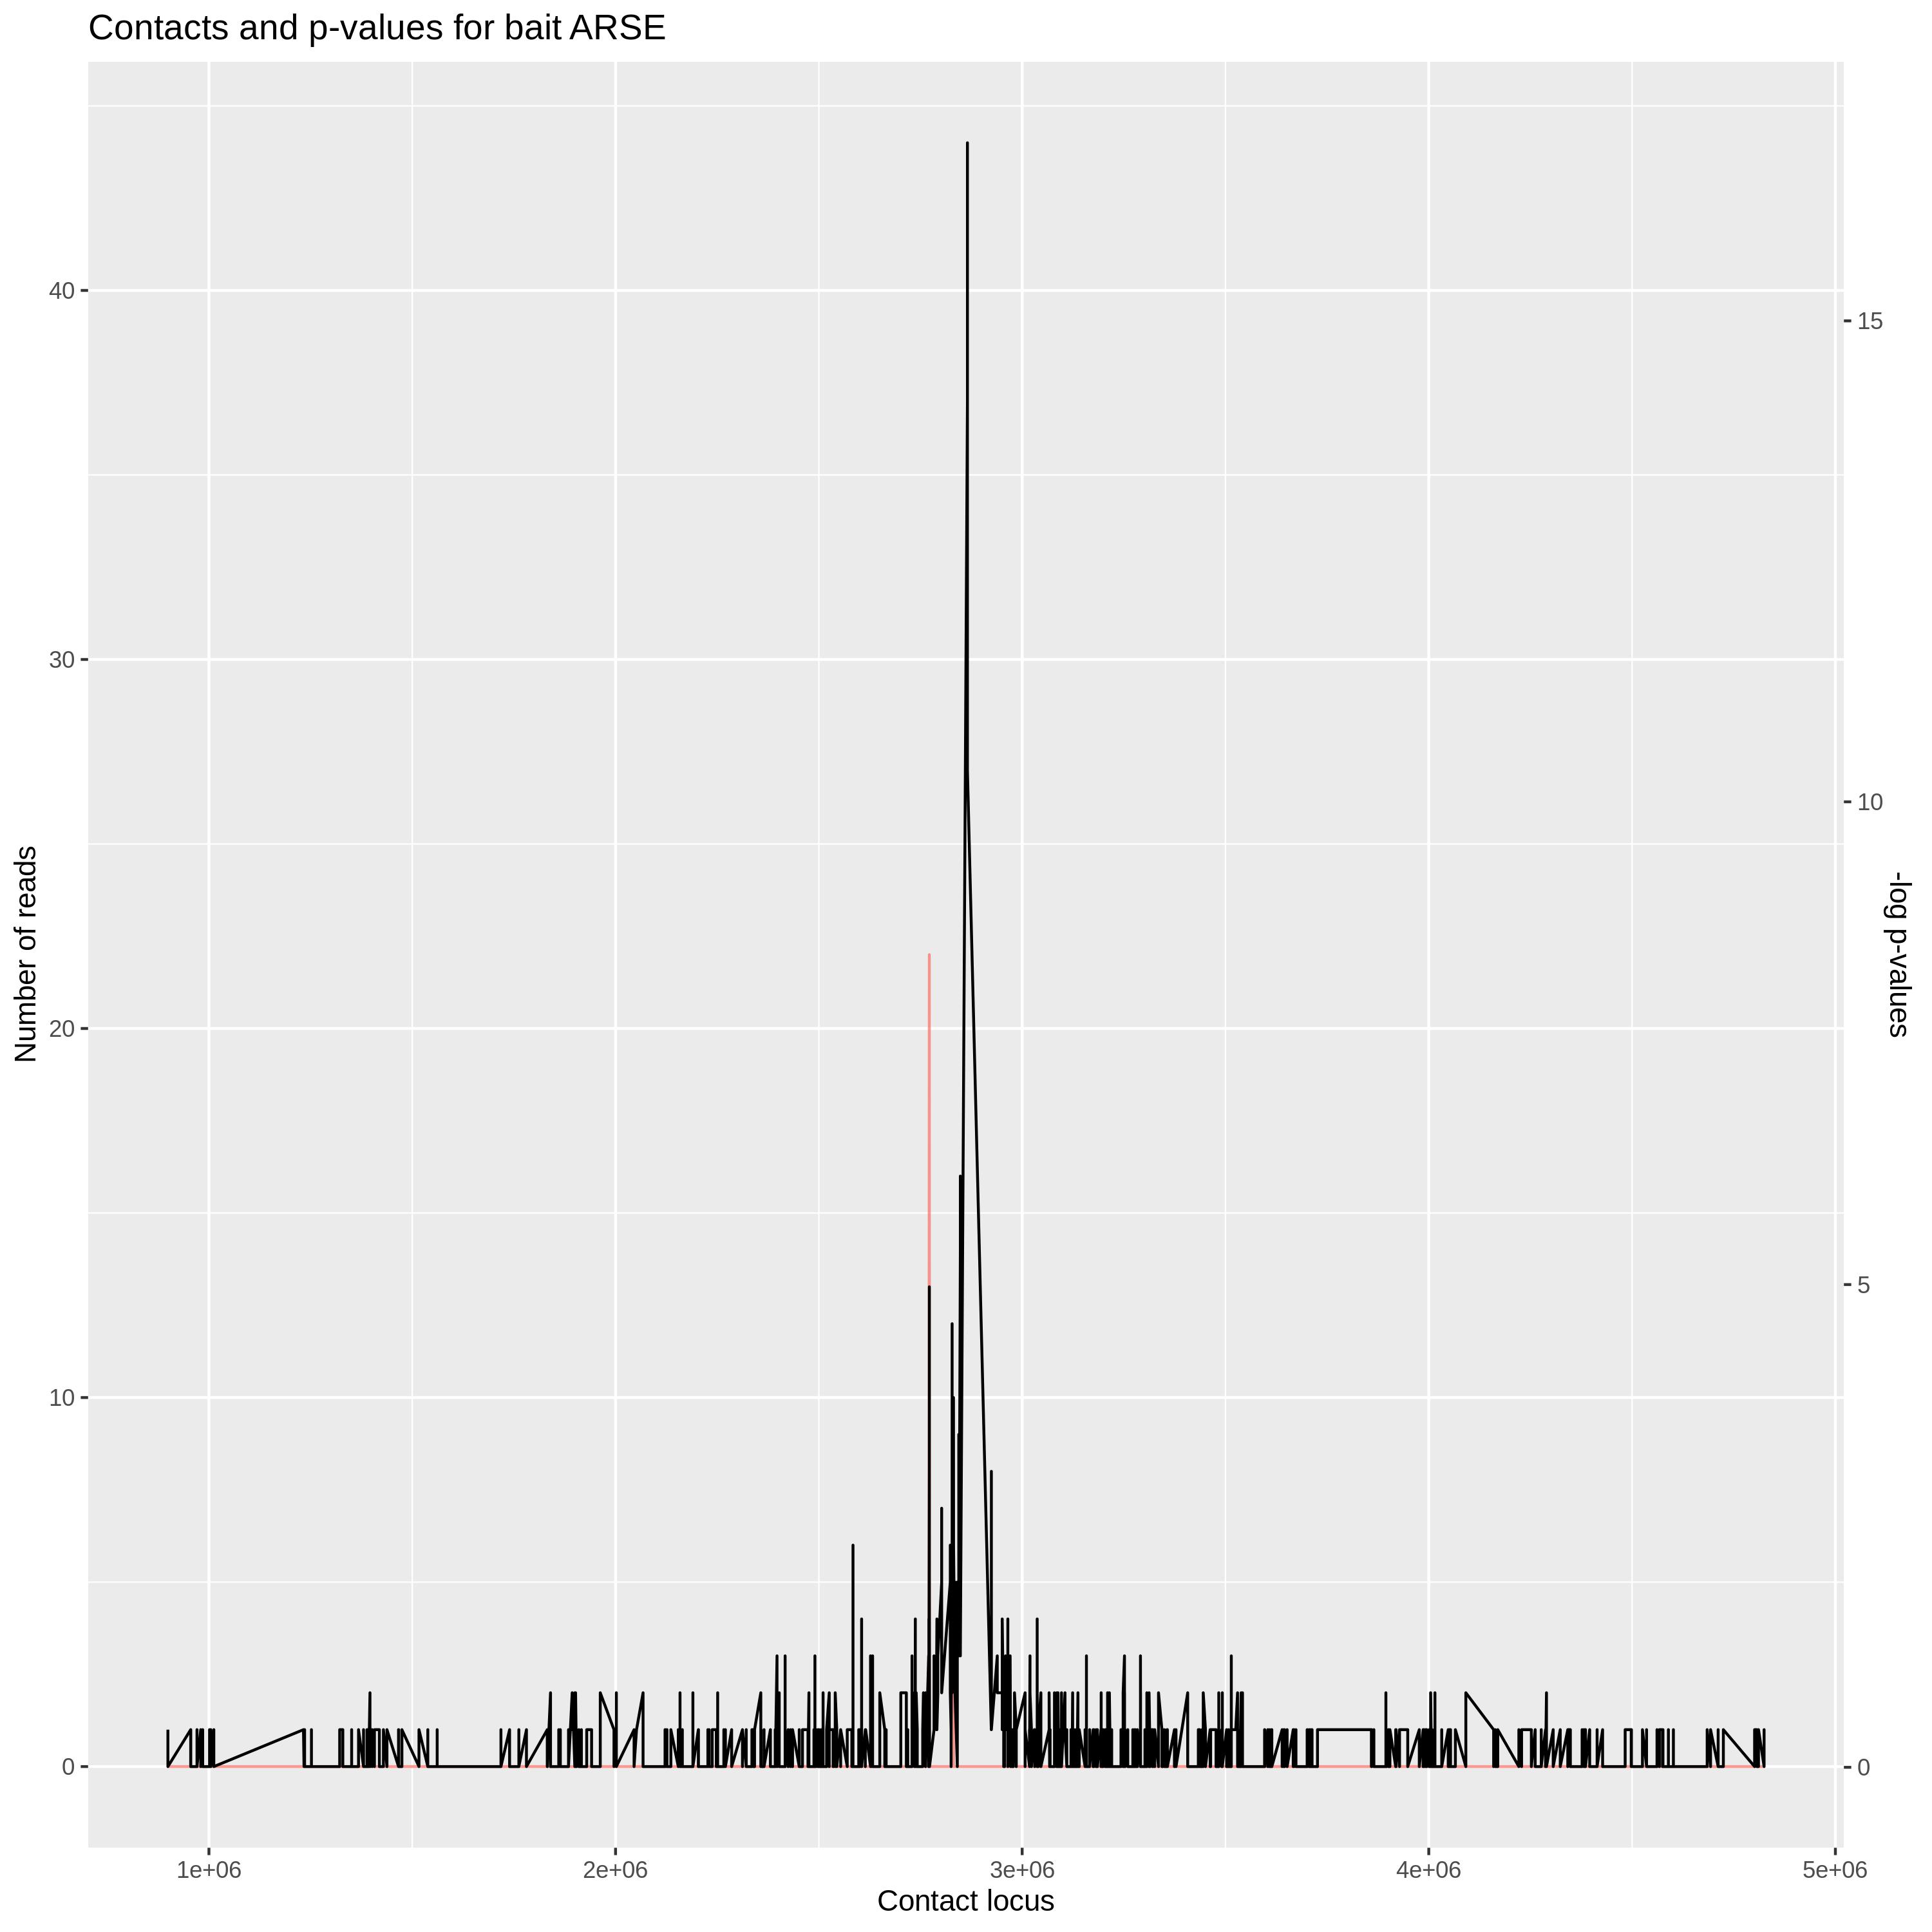 Contacts and p-values for bait ARSE
40
30
20
10
0
Number of reads
15
10
5
0
-log p-values
1e+06
2e+06
3e+06
4e+06
5e+06
Contact locus